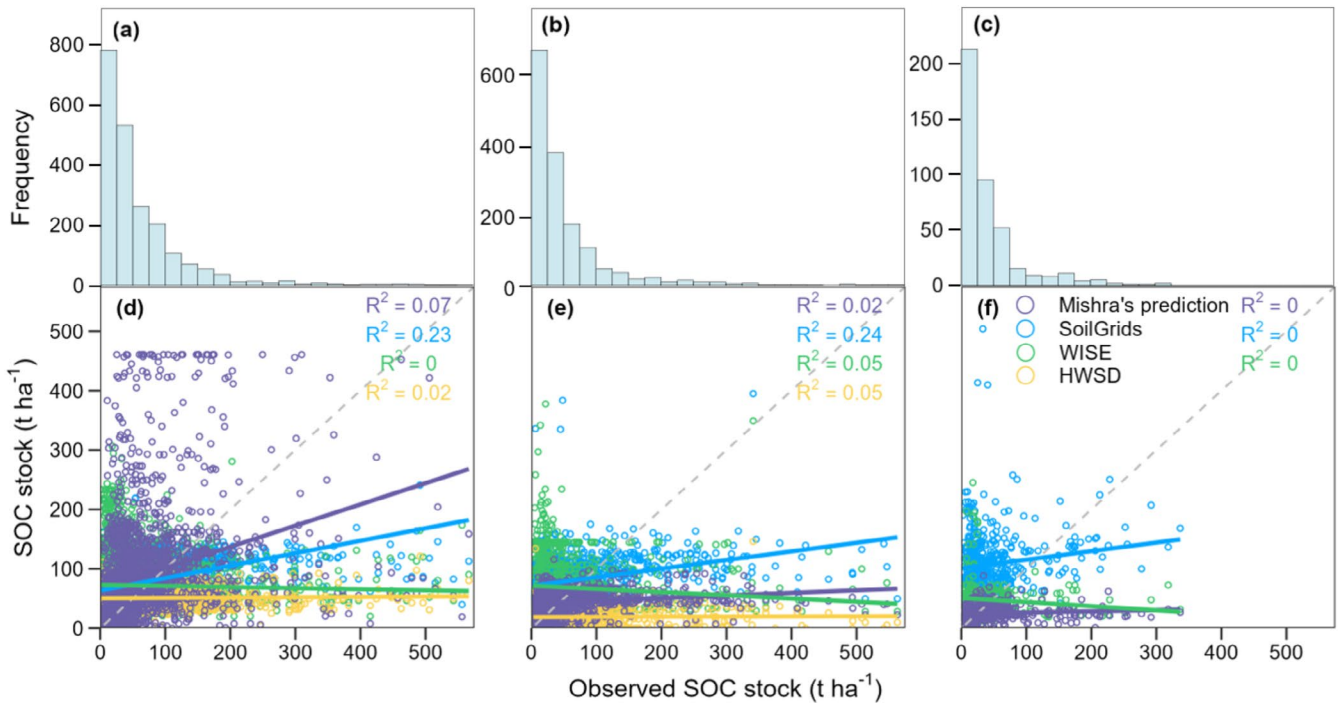 (a)
(b)
(c)
Frequency
800
600
400
200
0
600
400
200
0
200
150
100
50
0
(d)
R² = 0.07
R² = 0.23
R² = 0
R² = 0.02
(e)
R² = 0.02
R² = 0.24
R² = 0.05
R² = 0.05
(f)
Mishra's prediction
SoilGrids
WISE
HWSD
R² = 0
R² = 0
R² = 0
SOC stock (t ha⁻¹)
500
400
300
200
100
0
0 100 200 300 400 500
0 100 200 300 400 500
0 100 200 300 400 500
Observed SOC stock (t ha⁻¹)